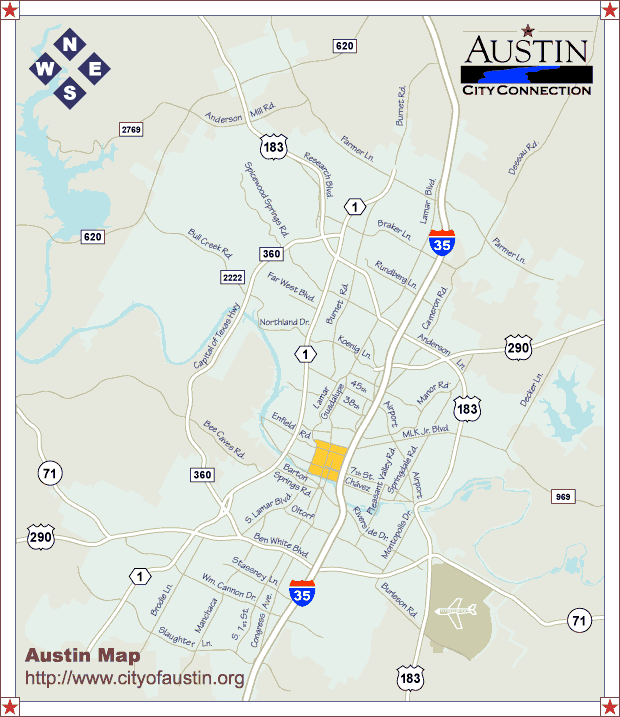 N
W E
S
AUSTIN
CITY CONNECTION
620
Burnet Rd.
Anderson Mill Rd.
2769
183
Parmer Ln.
Dessau Rd.
Research Blvd.
Spicewood Springs Rd.
1
Lamar Blvd.
620
Bull Creek Rd.
Braker Ln.
35
Parmer Ln.
360
2222
Rundberg Ln.
Far West Blvd.
Burnet Rd.
Cameron Rd.
Capital of Texas Hwy
Northland Dr.
Koenig Ln.
Anderson Ln.
290
1
Lamar
Guadalupe
45th
38th
Airport
Manor Rd
183
Decker Ln.
Enfield Rd
MLK Jr. Blvd.
Bee Caves Rd.
71
360
Barton Springs Rd.
7th St.
Chávez
Pleasant Valley Rd.
Springdale Rd.
Airport
969
S. Lamar Blvd
Oltorf
Riverside Dr.
Montopolis Dr.
290
Ben White Blvd.
1
Stassney Ln.
Wm. Cannon Dr.
35
Brodie Ln.
Manchaca
S. 1st St.
Congress Ave.
Slaughter Ln.
Burleson Rd.
71
183
Austin Map
http://www.cityofaustin.org